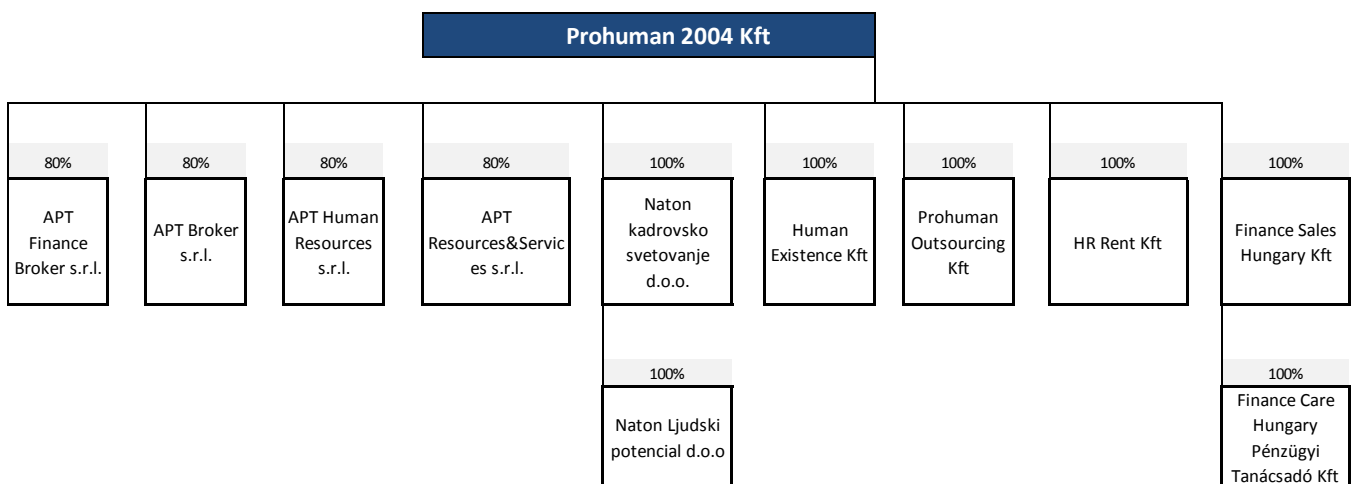 Prohuman 2004 Kft
80%
80%
80%
80%
100%
100%
100%
100%
100%
APT
Finance
Broker s.r.l.
APT Broker
s.r.l.
APT Human
Resources
s.r.l.
APT
Resources&Servic
es s.r.l.
Naton
kadrovsko
svetovanje
d.o.o.
Human
Existence Kft
Prohuman
Outsourcing
Kft
HR Rent Kft
Finance Sales
Hungary Kft
100%
100%
Naton Ljudski
potencial d.o.o
Finance Care
Hungary
Pénzügyi
Tanácsadó Kft